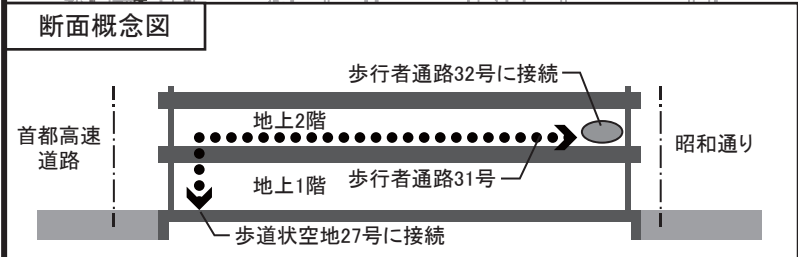 断面概念図
歩行者通路32号に接続
地上2階
首都高速
道路
昭和通り
地上1階
歩行者通路31号
歩道状空地27号に接続